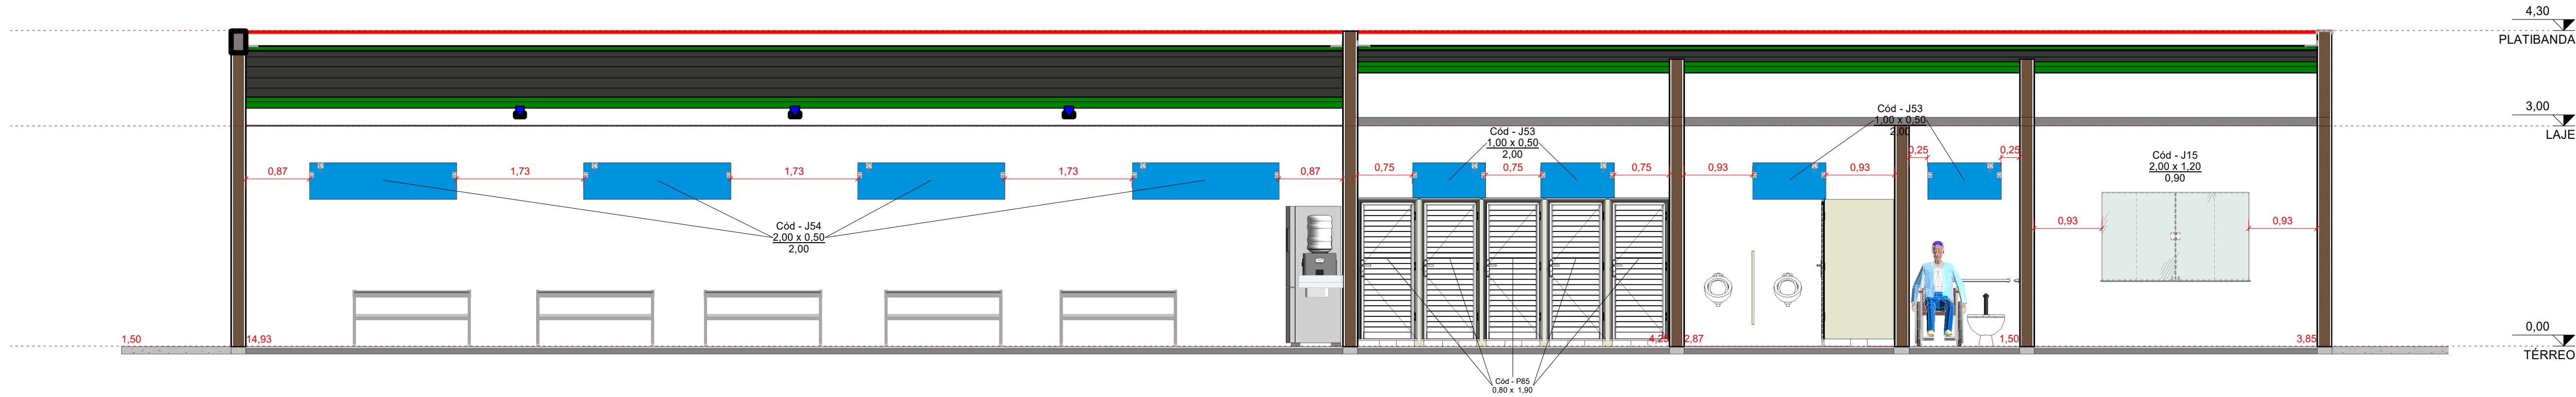 4,30
PLATIBANDA
3,00
LAJE
0,00
TÉRREO
0,87
1,73
1,73
1,73
0,87
Cód - J54
2,00 x 0,50
2,00
Cód - J53
1,00 x 0,50
2,00
0,75
0,75
0,75
Cód - J53
1,00 x 0,50
2,00
0,93
0,93
0,25
0,25
Cód - J15
2,00 x 1,20
0,90
0,93
0,93
1,50
14,93
4,25
2,87
1,50
3,85
Cód - P85
0,80 x 1,90